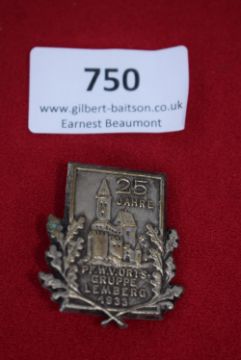 750
www.gilbert-baitson.co.uk
Earnest Beaumont
25
JAHRE
PF.W.V.ORTS-
GRUPPE
LEMBERG
1933